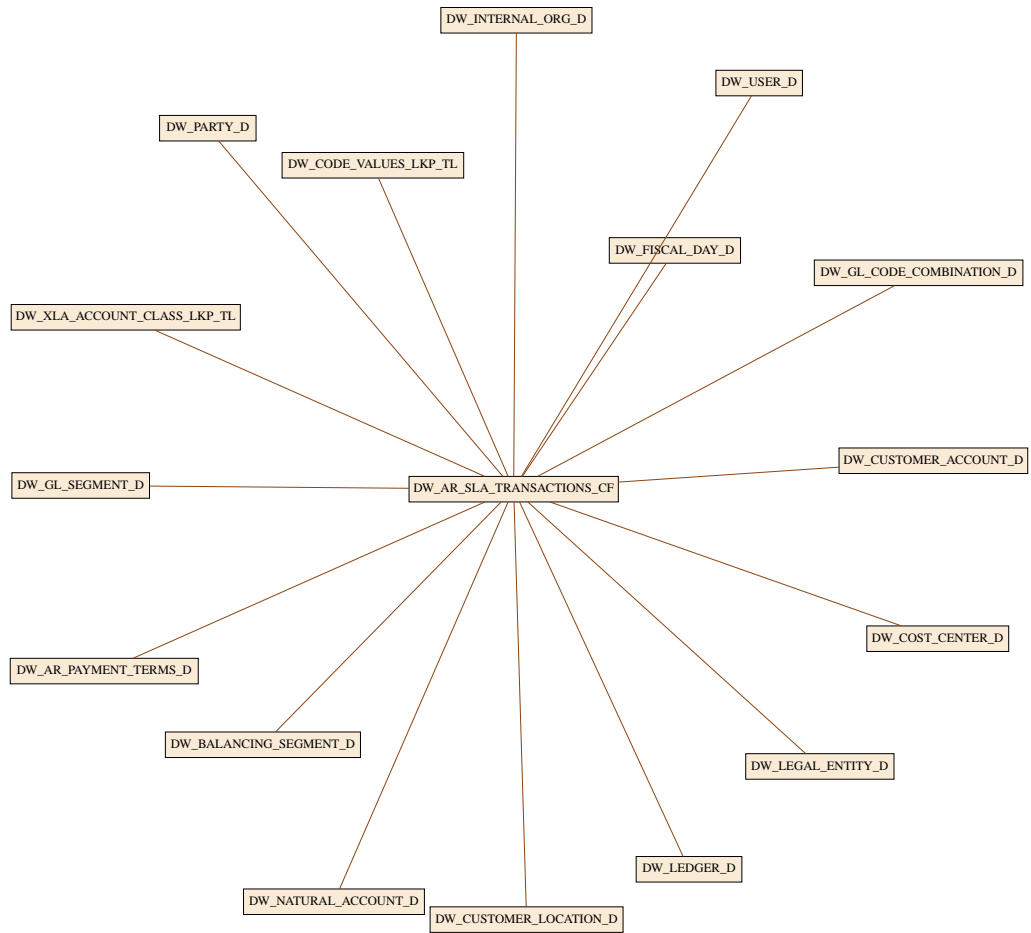 DW_INTERNAL_ORG_D
DW_USER_D
DW_PARTY_D
DW_CODE_VALUES_LKP_TL
DW_FISCAL_DAY_D
DW_GL_CODE_COMBINATION_D
DW_XLA_ACCOUNT_CLASS_LKP_TL
DW_CUSTOMER_ACCOUNT_D
DW_GL_SEGMENT_D
DW_AR_SLA_TRANSACTIONS_CF
DW_COST_CENTER_D
DW_AR_PAYMENT_TERMS_D
DW_BALANCING_SEGMENT_D
DW_LEGAL_ENTITY_D
DW_LEDGER_D
DW_NATURAL_ACCOUNT_D
DW_CUSTOMER_LOCATION_D